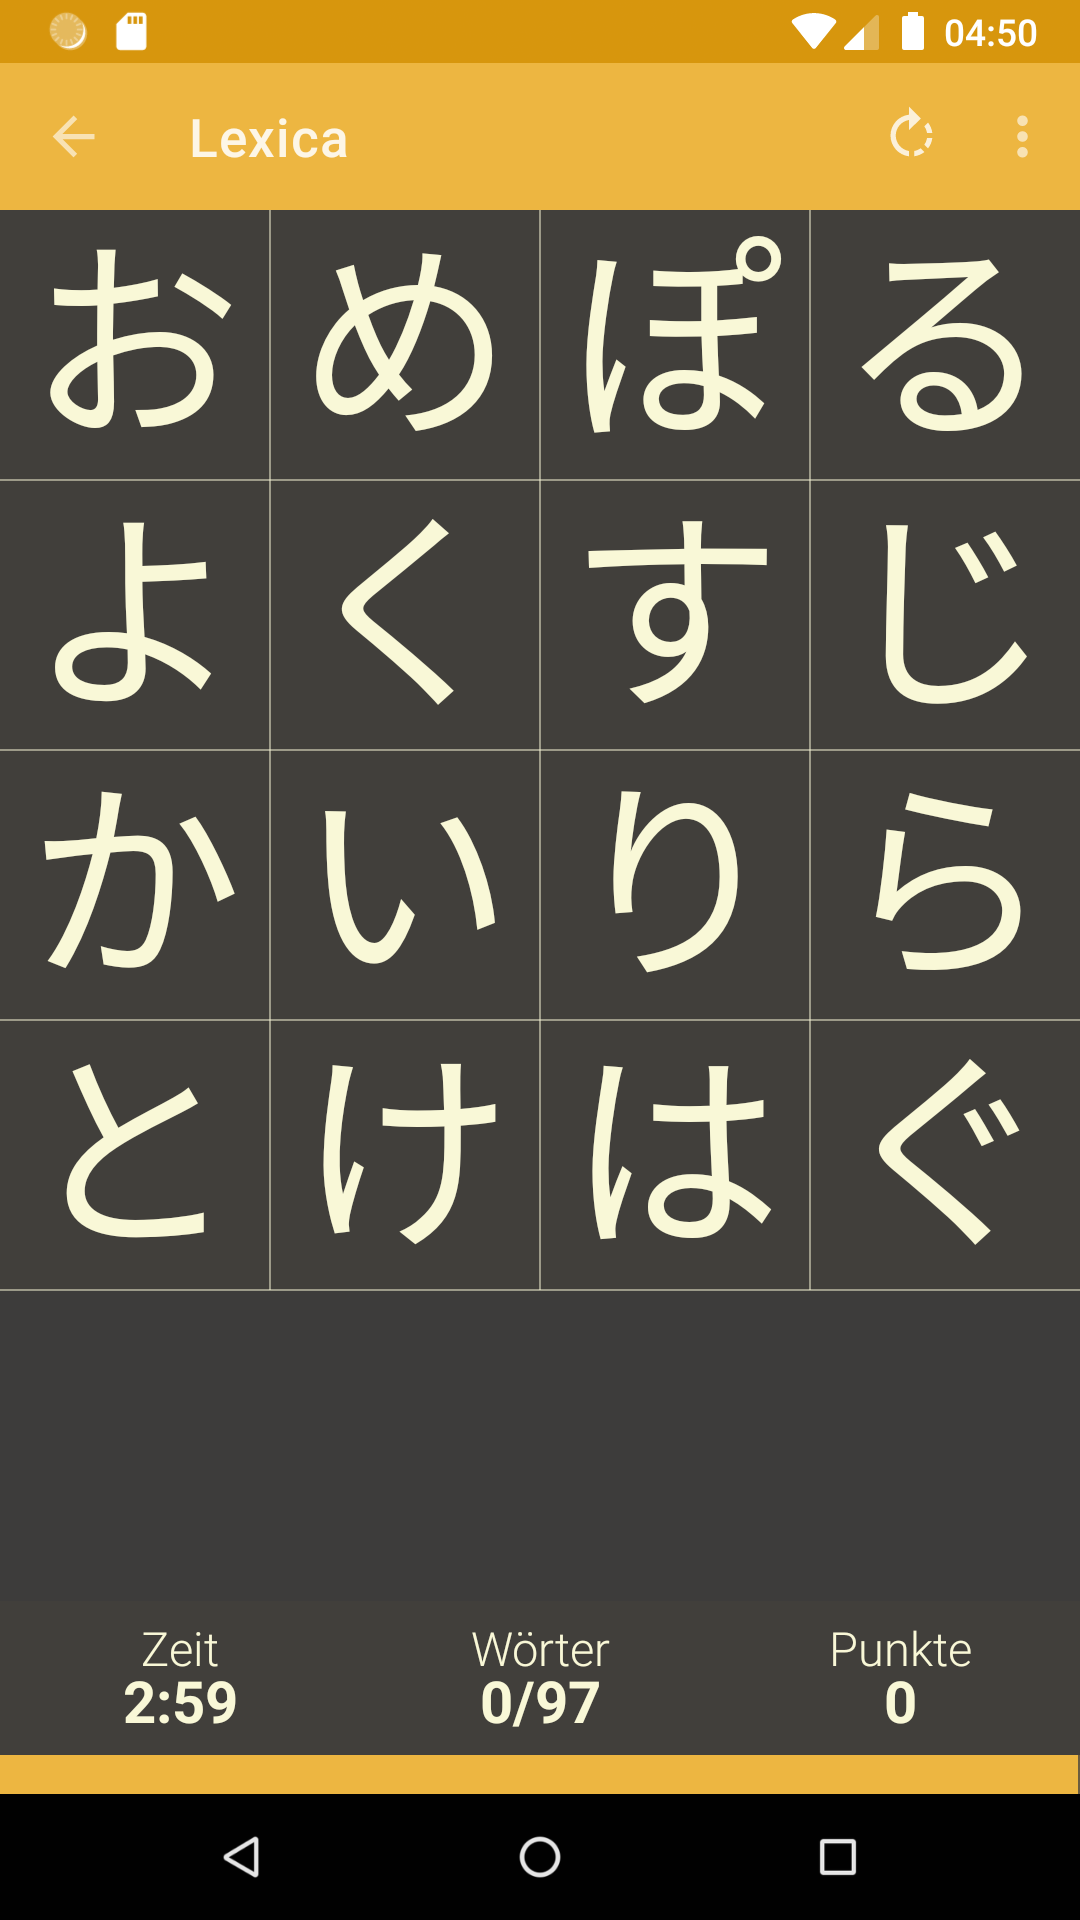 04:50
Lexica
お め ぽ る
よ く す じ
か い り ら
と け は ぐ
Zeit Wörter Punkte
2:59 0/97 0